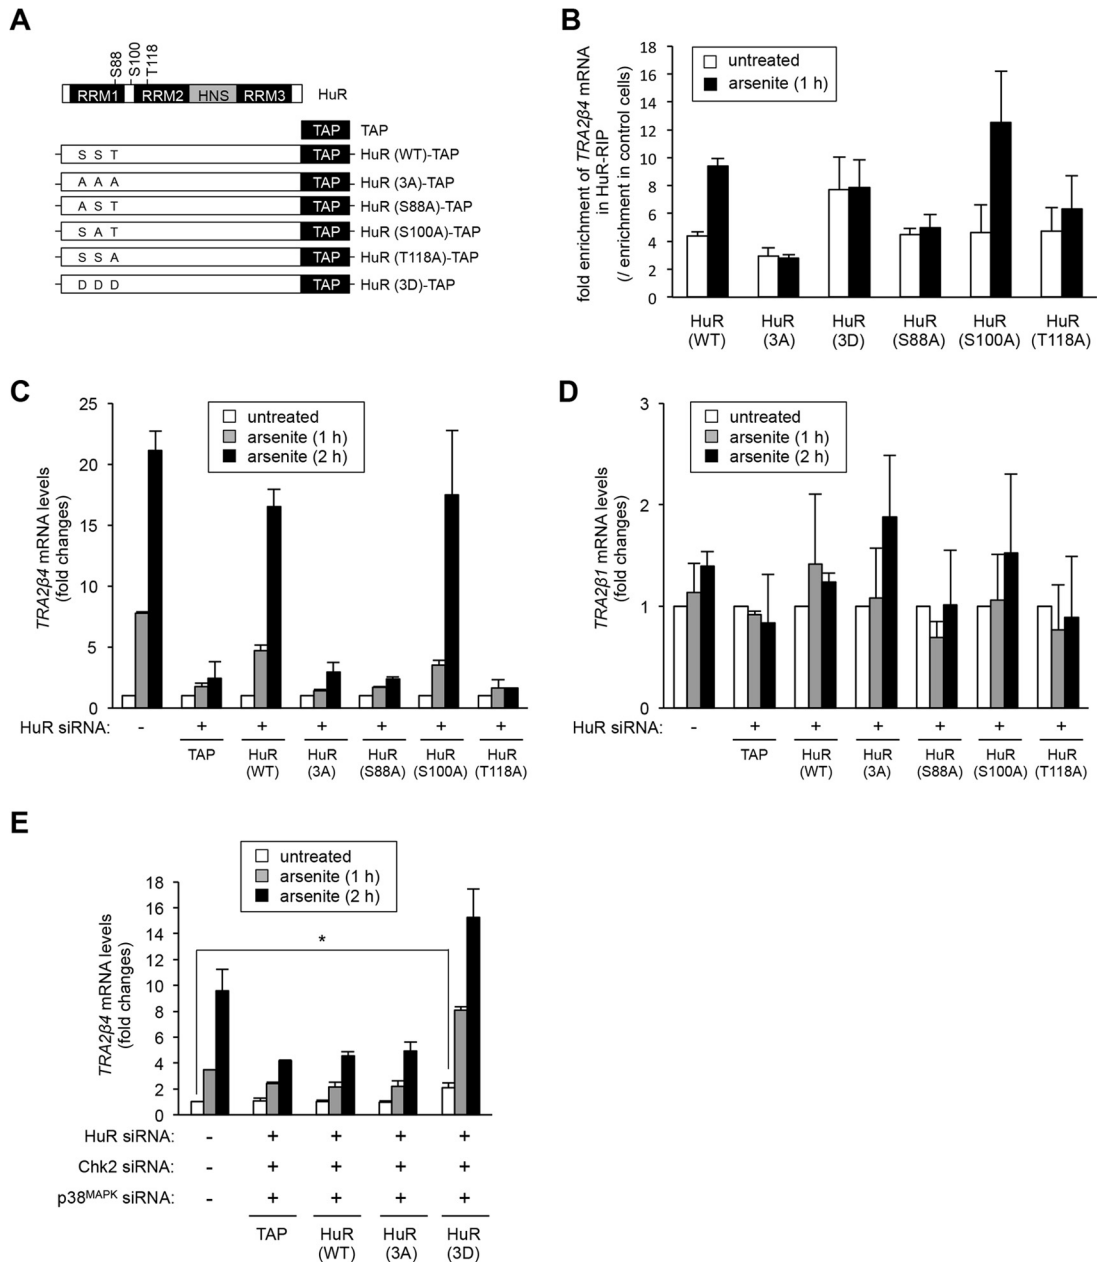 A
S88
S100
T118
RRM1 RRM2 HNS RRM3 HuR
TAP TAP
S S T TAP HuR (WT)-TAP
A A A TAP HuR (3A)-TAP
A S T TAP HuR (S88A)-TAP
S A T TAP HuR (S100A)-TAP
S S A TAP HuR (T118A)-TAP
D D D TAP HuR (3D)-TAP
B
fold enrichment of TRA2β4 mRNA
in HuR-RIP
(/ enrichment in control cells)
untreated
arsenite (1 h)
18
16
14
12
10
8
6
4
2
0
HuR HuR HuR HuR HuR HuR
(WT) (3A) (3D) (S88A) (S100A) (T118A)
C
TRA2β4 mRNA levels
(fold changes)
untreated
arsenite (1 h)
arsenite (2 h)
25
20
15
10
5
0
HuR siRNA: - + + + + + +
TAP HuR HuR HuR HuR HuR
(WT) (3A) (S88A) (S100A) (T118A)
D
TRA2β1 mRNA levels
(fold changes)
untreated
arsenite (1 h)
arsenite (2 h)
3
2
1
0
HuR siRNA: - + + + + + +
TAP HuR HuR HuR HuR HuR
(WT) (3A) (S88A) (S100A) (T118A)
E
TRA2β4 mRNA levels
(fold changes)
untreated
arsenite (1 h)
arsenite (2 h)
*
18
16
14
12
10
8
6
4
2
0
HuR siRNA: - + + + +
Chk2 siRNA: - + + + +
p38MAPK siRNA: - + + + +
TAP HuR HuR HuR
(WT) (3A) (3D)